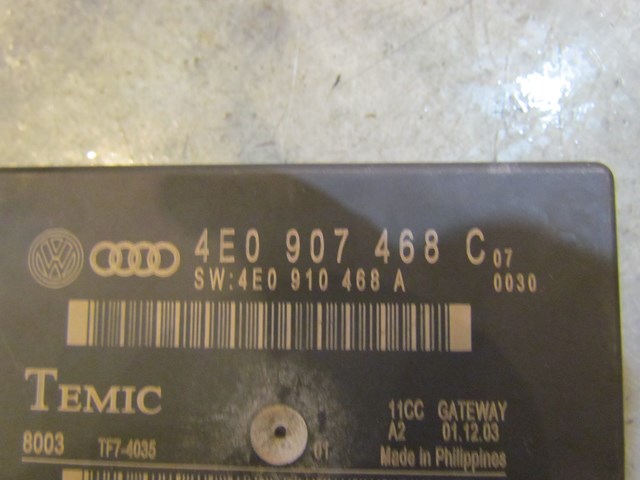 4E0 907 468 C 07
SW:4E0 910 468 A 0030
TEMIC
11CC GATEWAY
A2 01.12.03
8003 TF7-4035 01
Made in Philippines